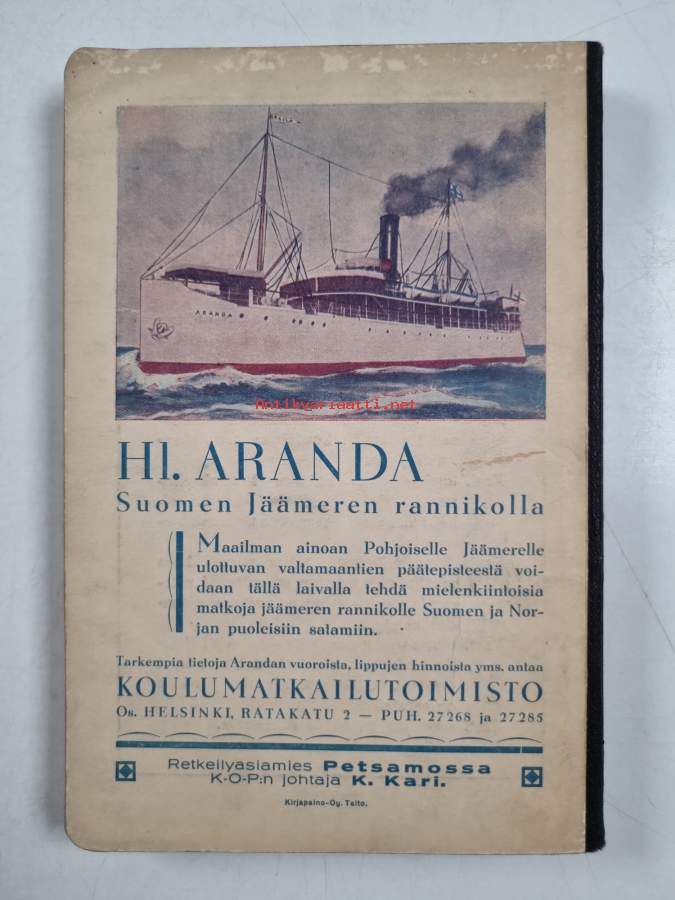 ARANDA
Antikvariaatti.net
Hl. ARANDA
Suomen Jäämeren rannikolla
Maailman ainoan Pohjoiselle Jäämerelle
ulottuvan valtamaantien päätepisteestä voi-
daan tällä laivalla tehdä mielenkiintoisia
matkoja jäämeren rannikolle Suomen ja Nor-
jan puoleisiin satamiin.
Tarkempia tietoja Arandan vuoroista, lippujen hinnoista yms. antaa
KOULUMATKAILUTOIMISTO
Os. HELSINKI, RATAKATU 2 — PUH. 27268 ja 27285
Retkeilyasiamies Petsamossa
K-O-P:n johtaja K. Kari.
Kirjapaino-Oy. Taito.